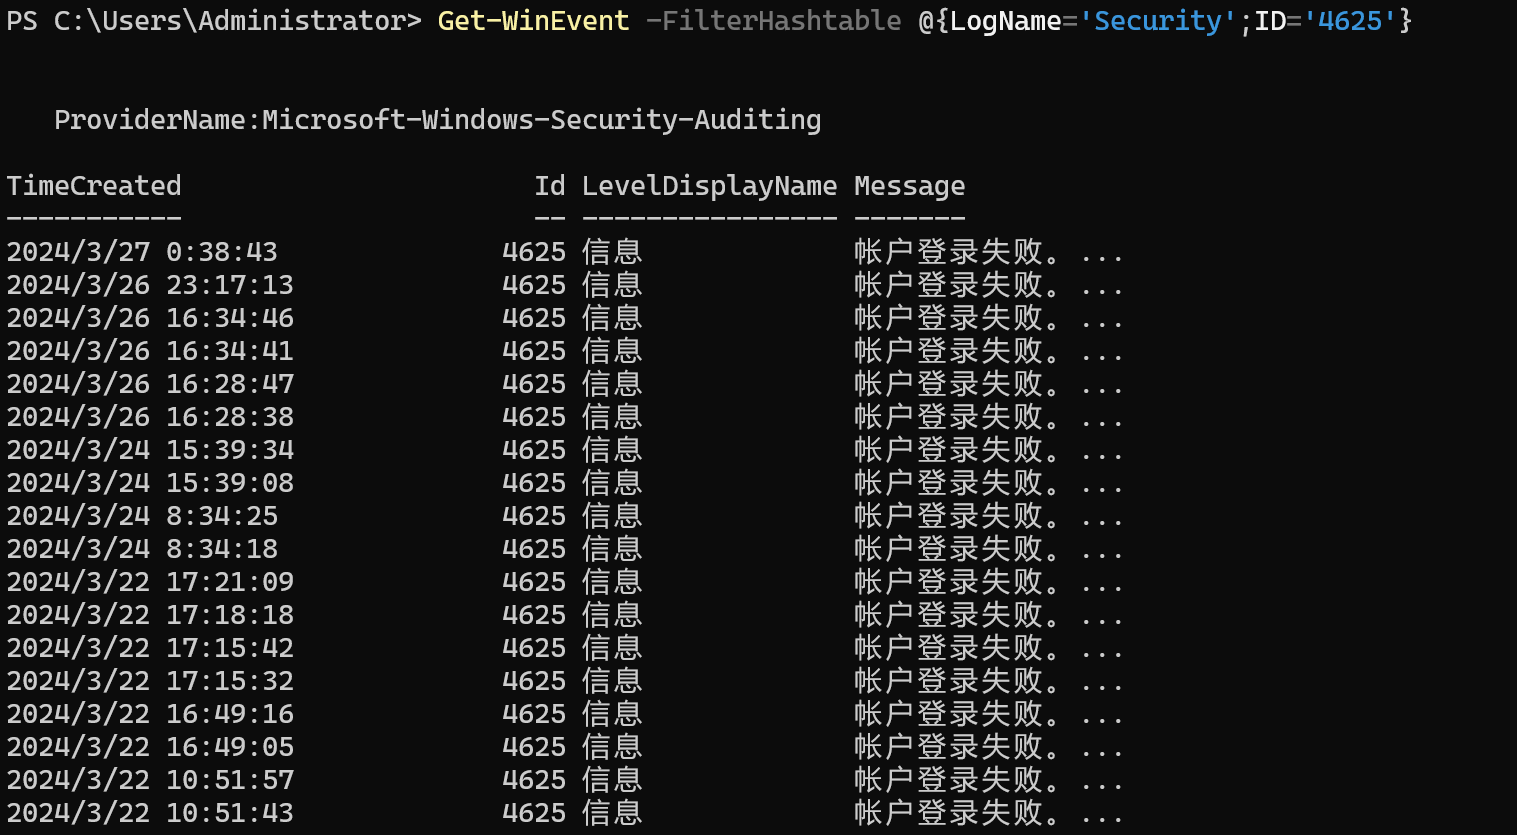 PS C:\Users\Administrator> Get-WinEvent -FilterHashtable @{LogName='Security';ID='4625'}
ProviderName:Microsoft-Windows-Security-Auditing
TimeCreated Id LevelDisplayName Message
----------- -- ---------------- -------
2024/3/27 0:38:43 4625 信息 帐户登录失败。...
2024/3/26 23:17:13 4625 信息 帐户登录失败。...
2024/3/26 16:34:46 4625 信息 帐户登录失败。...
2024/3/26 16:34:41 4625 信息 帐户登录失败。...
2024/3/26 16:28:47 4625 信息 帐户登录失败。...
2024/3/26 16:28:38 4625 信息 帐户登录失败。...
2024/3/24 15:39:34 4625 信息 帐户登录失败。...
2024/3/24 15:39:08 4625 信息 帐户登录失败。...
2024/3/24 8:34:25 4625 信息 帐户登录失败。...
2024/3/24 8:34:18 4625 信息 帐户登录失败。...
2024/3/22 17:21:09 4625 信息 帐户登录失败。...
2024/3/22 17:18:18 4625 信息 帐户登录失败。...
2024/3/22 17:15:42 4625 信息 帐户登录失败。...
2024/3/22 17:15:32 4625 信息 帐户登录失败。...
2024/3/22 16:49:16 4625 信息 帐户登录失败。...
2024/3/22 16:49:05 4625 信息 帐户登录失败。...
2024/3/22 10:51:57 4625 信息 帐户登录失败。...
2024/3/22 10:51:43 4625 信息 帐户登录失败。...